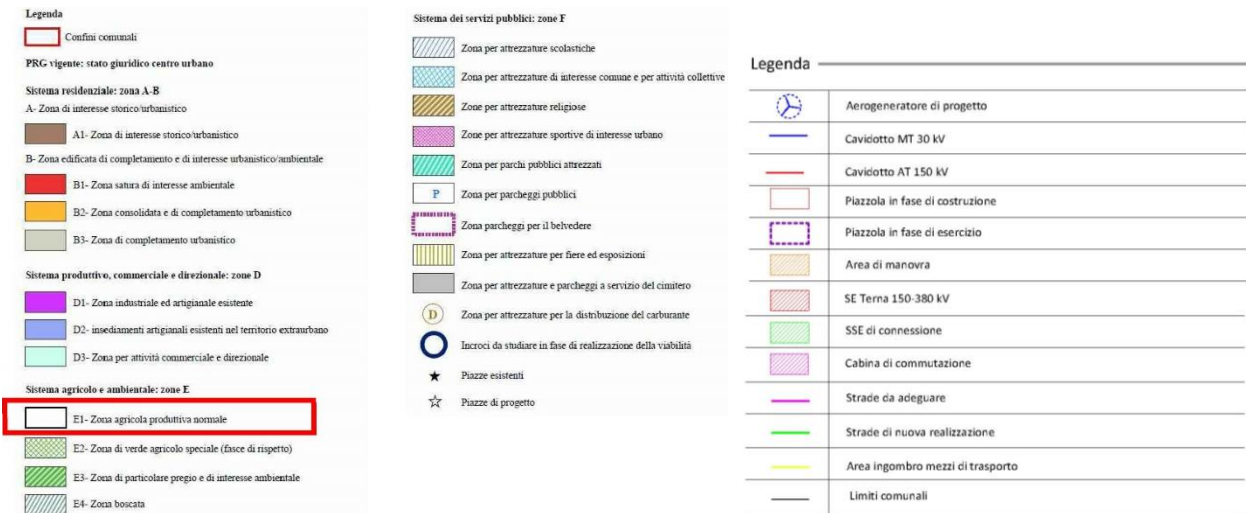 Legenda
Confini comunali
PRG vigente: stato giuridico centro urbano
Sistema residenziale: zona A-B
A- Zona di interesse storico/urbanistico
A1- Zona di interesse storico/urbanistico
B- Zona edificata di completamento e di interesse urbanistico/ambientale
B1- Zona satura di interesse ambientale
B2- Zona consolidata e di completamento urbanistico
B3- Zona di completamento urbanistico
Sistema produttivo, commerciale e direzionale: zone D
D1- Zona industriale ed artigianale esistente
D2- insediamenti artigianali esistenti nel territorio extraurbano
D3- Zona per attività commerciale e direzionale
Sistema agricolo e ambientale: zone E
E1- Zona agricola produttiva normale
E2- Zona di verde agricolo speciale (fasce di rispetto)
E3- Zona di particolare pregio e di interesse ambientale
E4- Zona boscata
Sistema dei servizi pubblici: zone F
Zona per attrezzature scolastiche
Zona per attrezzature di interesse comune e per attività collettive
Zone per attrezzature religiose
Zone per attrezzature sportive di interesse urbano
Zona per parchi pubblici attrezzati
P Zona per parcheggi pubblici
Zona parcheggi per il belvedere
Zona per attrezzature per fiere ed esposizioni
Zona per attrezzature e parcheggi a servizio del cimitero
D Zona per attrezzature per la distribuzione del carburante
Incroci da studiare in fase di realizzazione della viabilità
Piazze esistenti
Piazze di progetto
Legenda
Aerogeneratore di progetto
Cavidotto MT 30 kV
Cavidotto AT 150 kV
Piazzola in fase di costruzione
Piazzola in fase di esercizio
Area di manovra
SE Terna 150-380 kV
SSE di connessione
Cabina di commutazione
Strade da adeguare
Strade di nuova realizzazione
Area ingombro mezzi di trasporto
Limiti comunali